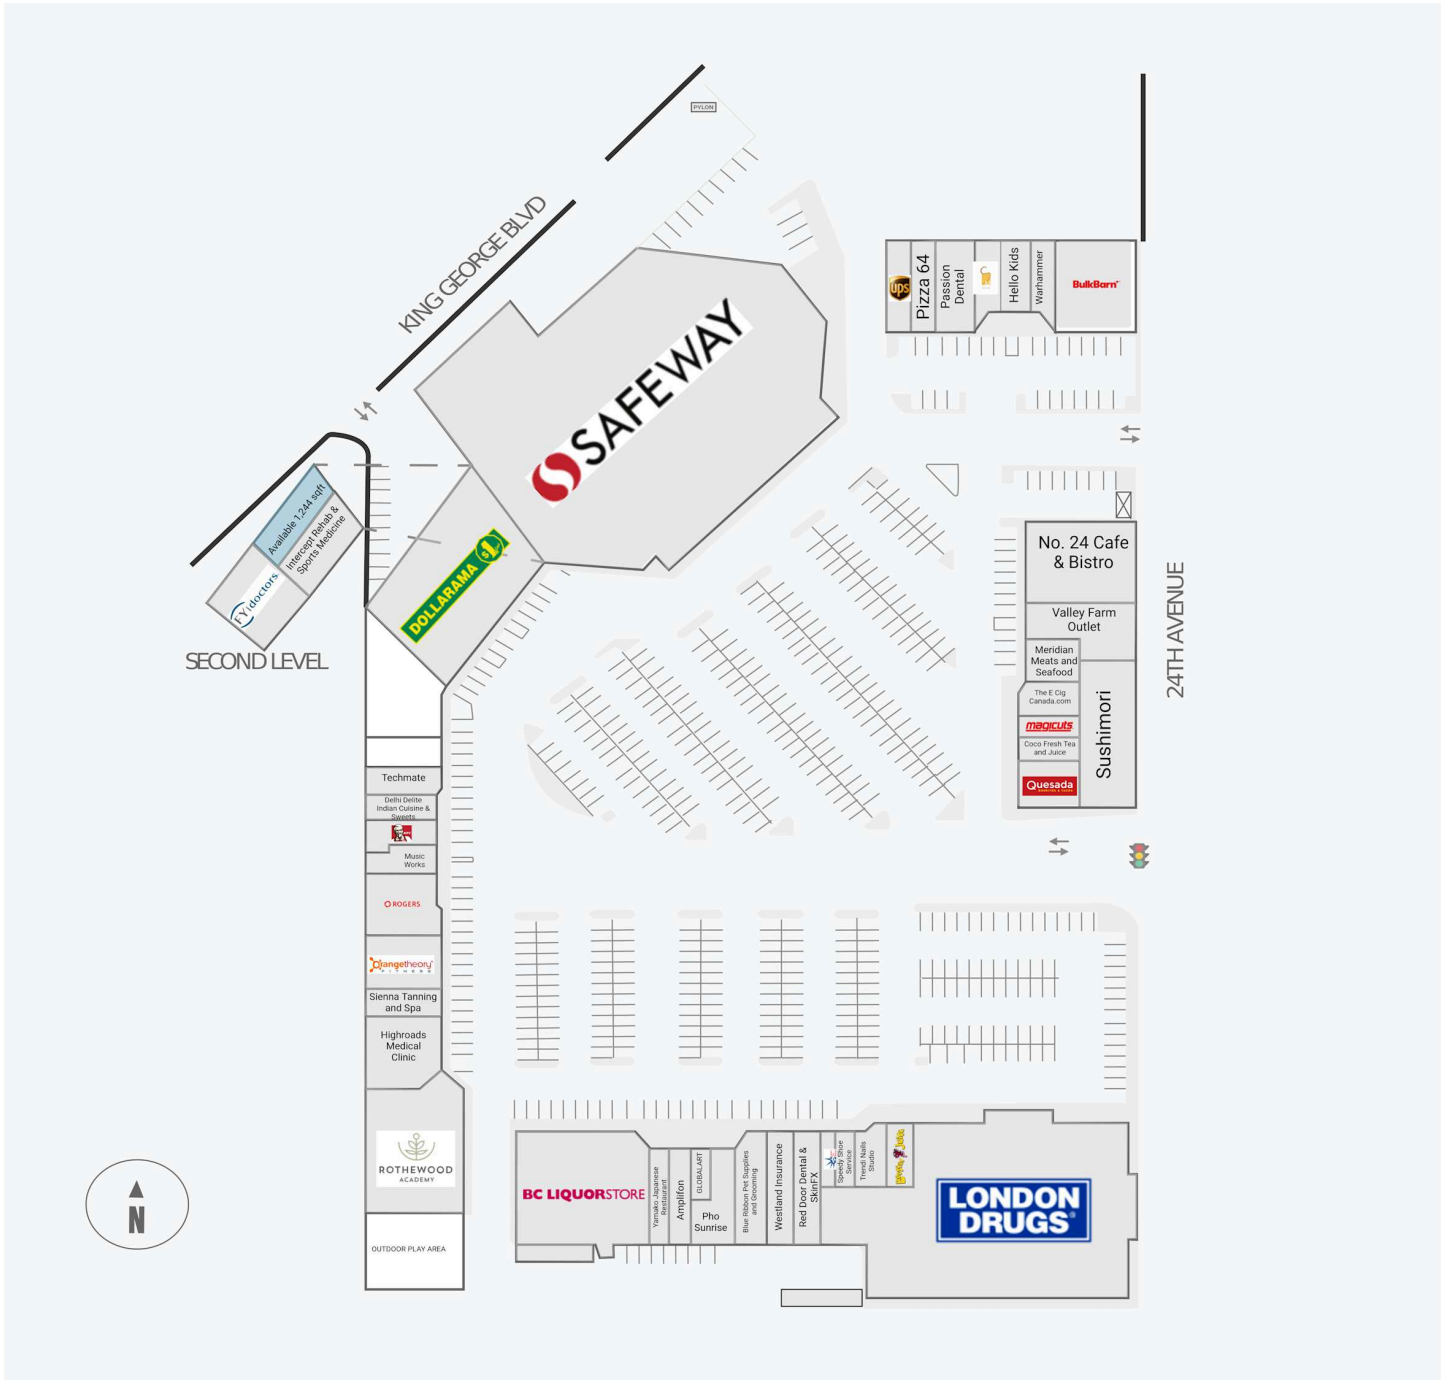 PYLON
KING GEORGE BLVD
ups
Pizza 64
Passion
Dental
Hello Kids
Warhammer
BulkBarn
SAFEWAY
Available 1,244 sqft
Intercept Rehab &
Sports Medicine
FYidoctors
SECOND LEVEL
DOLLARAMA $1
No. 24 Cafe
& Bistro
Valley Farm
Outlet
Meridian
Meats and
Seafood
The E Cig
Canada.com
magicuts
Coco Fresh Tea
and Juice
Quesada
Sushimori
24TH AVENUE
Techmate
Delhi Delite
Indian Cuisine &
Sweets
KFC
Music
Works
ROGERS
Orangetheory
FITNESS
Sienna Tanning
and Spa
Highroads
Medical
Clinic
ROTHEWOOD
ACADEMY
OUTDOOR PLAY AREA
N
BC LIQUORSTORE
Yamako Japanese
Restaurant
Amplifon
GLOBALART
Pho
Sunrise
Blue Ribbon Pet Supplies
and Grooming
Westland Insurance
Red Door Dental &
SkinFX
Speedy Shoe
Service
Trendi Nails
Studio
LONDON
DRUGS